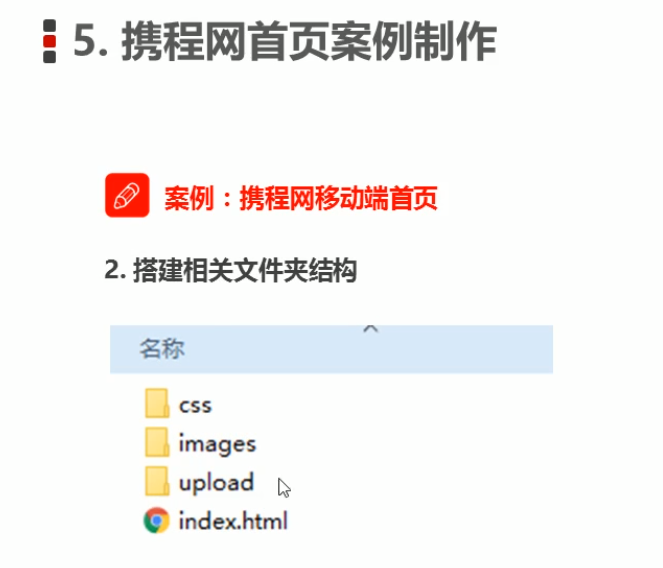 5. 携程网首页案例制作
案例：携程网移动端首页
2. 搭建相关文件夹结构
名称
css
images
upload
index.html